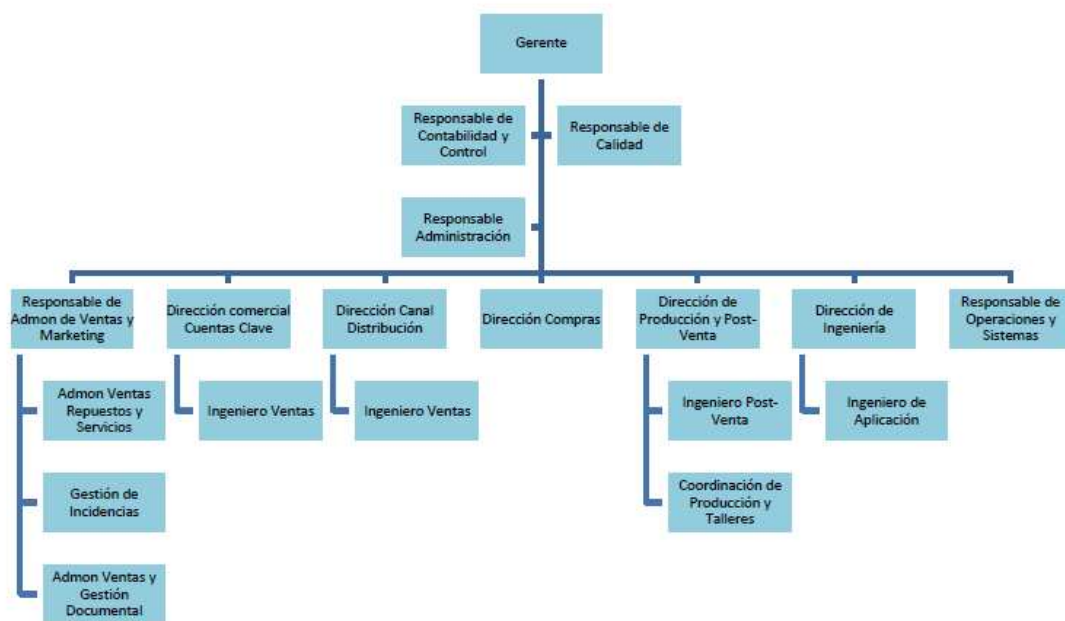 Gerente
Responsable de
Contabilidad y
Control
Responsable de
Calidad
Responsable
Administración
Responsable de
Admon de Ventas y
Marketing
Dirección comercial
Cuentas Clave
Dirección Canal
Distribución
Dirección Compras
Dirección de
Producción y Post-
Venta
Dirección de
Ingeniería
Responsable de
Operaciones y
Sistemas
Admon Ventas
Repuestos y
Servicios
Ingeniero Ventas
Ingeniero Ventas
Ingeniero Post-
Venta
Ingeniero de
Aplicación
Gestión de
Incidencias
Coordinación de
Producción y
Talleres
Admon Ventas y
Gestión
Documental